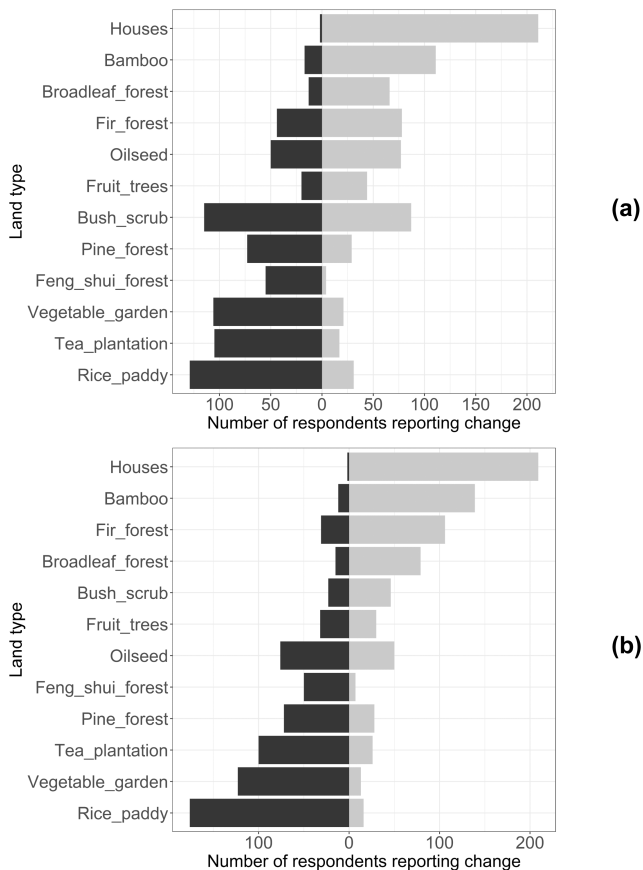 Houses
Bamboo
Broadleaf_forest
Fir_forest
Oilseed
Fruit_trees
Bush_scrub
Pine_forest
Feng_shui_forest
Vegetable_garden
Tea_plantation
Rice_paddy
Land type
100 50 0 50 100 150 200
Number of respondents reporting change
(a)
Houses
Bamboo
Fir_forest
Broadleaf_forest
Bush_scrub
Fruit_trees
Oilseed
Feng_shui_forest
Pine_forest
Tea_plantation
Vegetable_garden
Rice_paddy
Land type
100 0 100 200
Number of respondents reporting change
(b)